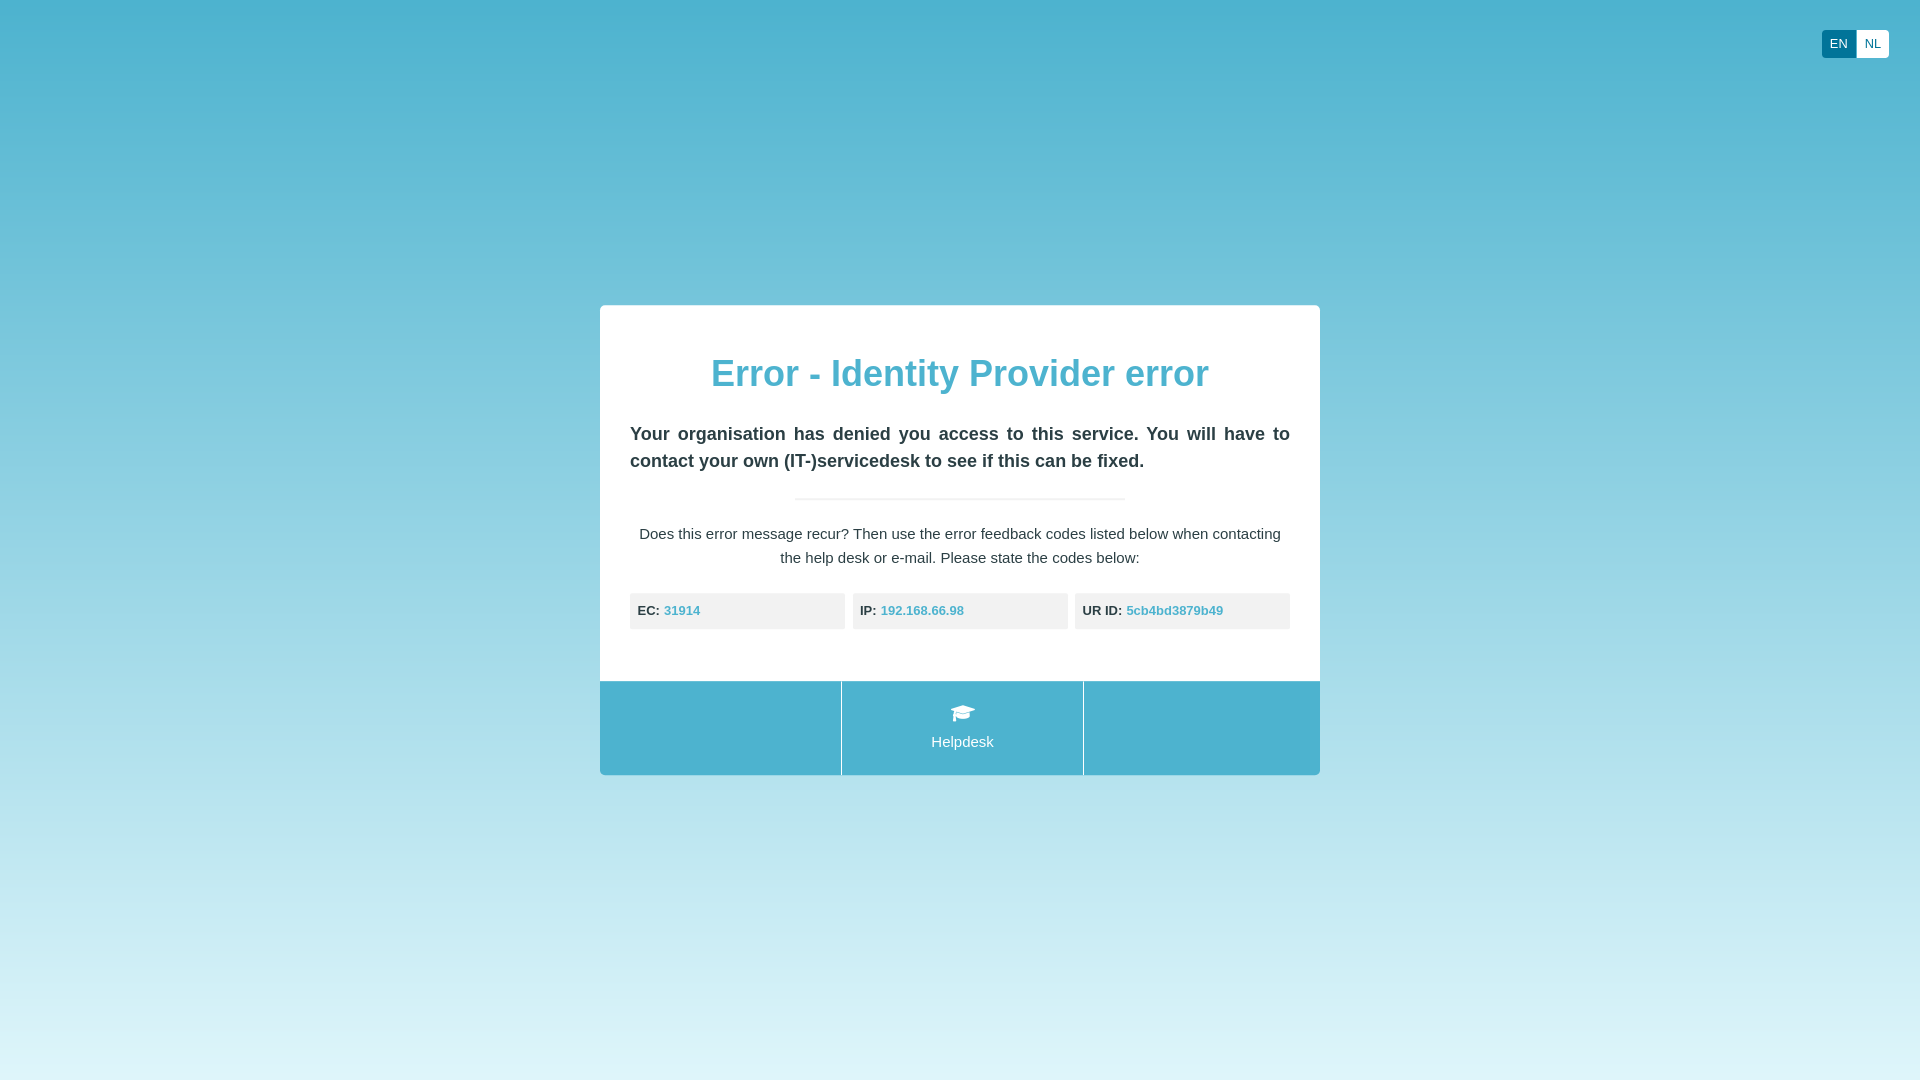 EN NL
Error - Identity Provider error
Your organisation has denied you access to this service. You will have to
contact your own (IT-)servicedesk to see if this can be fixed.
Does this error message recur? Then use the error feedback codes listed below when contacting
the help desk or e-mail. Please state the codes below:
EC: 31914 IP: 192.168.66.98 UR ID: 5cb4bd3879b49
Helpdesk